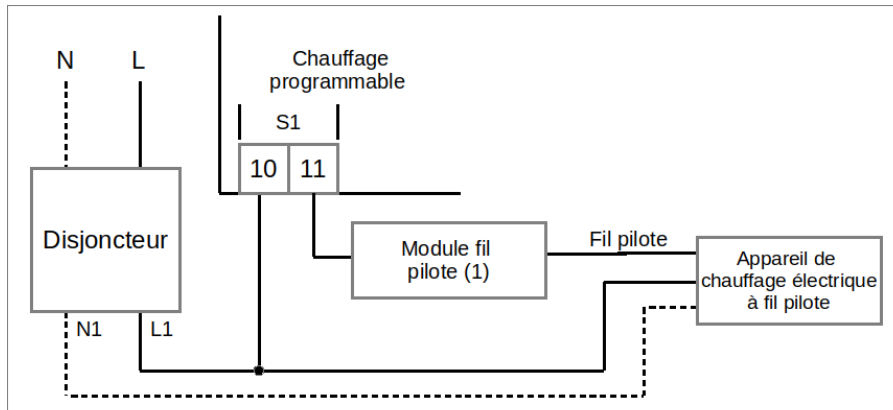 N
L
Chauffage
programmable
S1
10
11
Disjoncteur
Module fil
pilote (1)
Fil pilote
Appareil de
chauffage électrique
à fil pilote
N1
L1